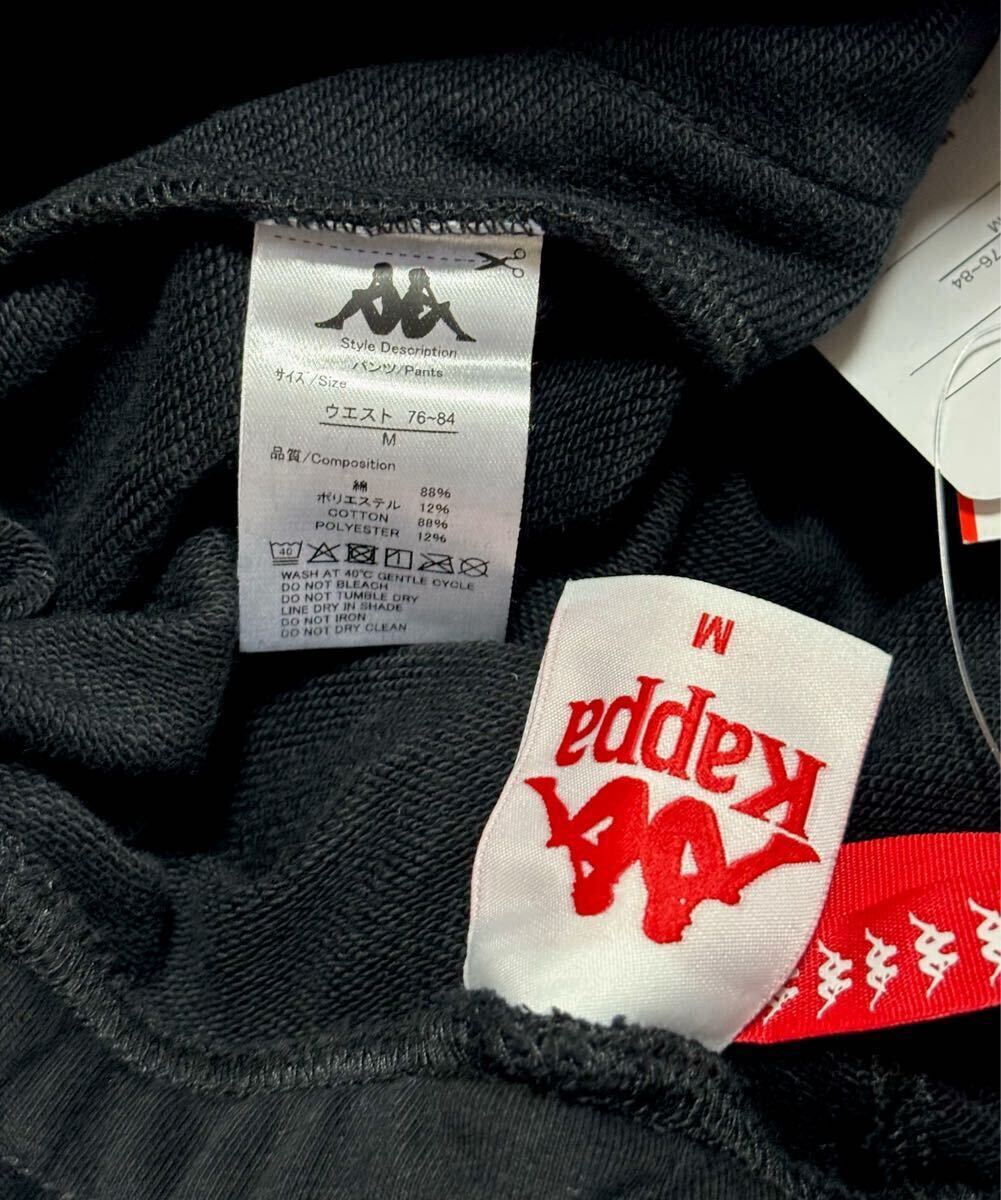 Style Description
パンツ/Pants
サイズ/Size
ウエスト 76~84
M
品質/Composition
綿 88%
ポリエステル 12%
COTTON 88%
POLYESTER 12%
40
WASH AT 40℃ GENTLE CYCLE
DO NOT BLEACH
DO NOT TUMBLE DRY
LINE DRY IN SHADE
DO NOT IRON
DO NOT DRY CLEAN
M
Kappa
M
76~84